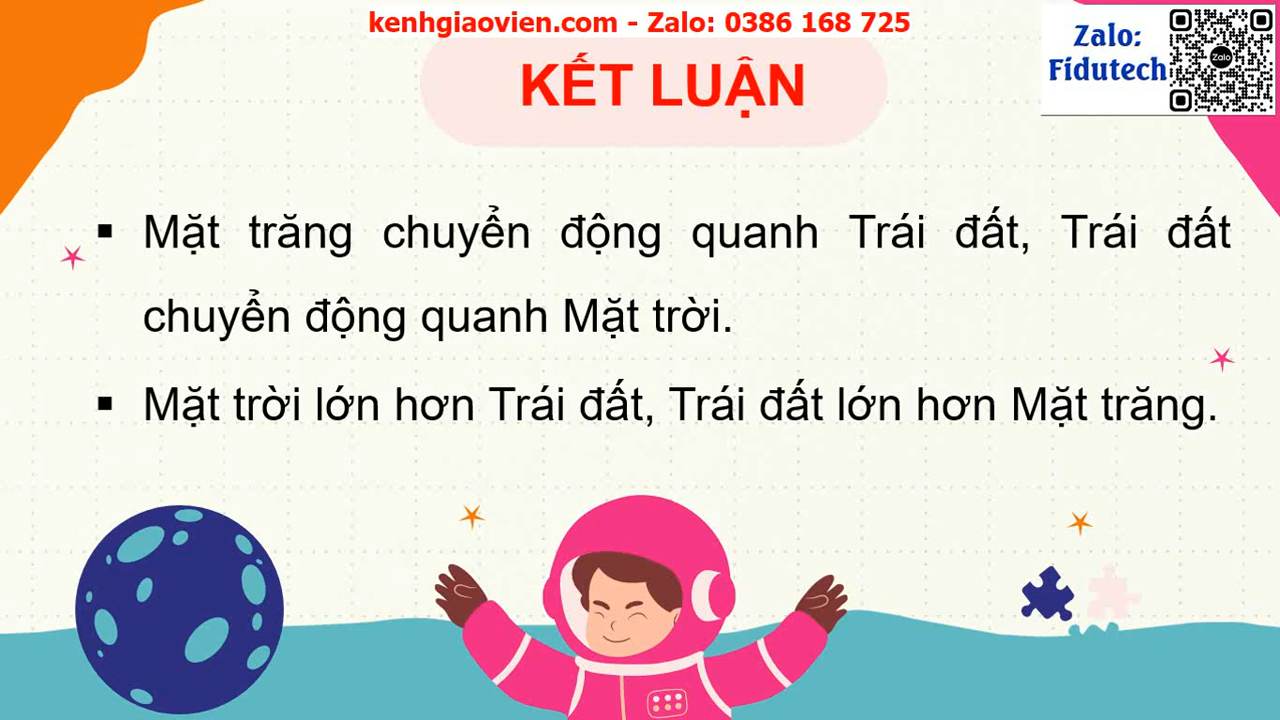 kenhgiaovien.com - Zalo: 0386 168 725
Zalo:
Fidutech
Zalo
KẾT LUẬN
▪ Mặt trăng chuyển động quanh Trái đất, Trái đất
chuyển động quanh Mặt trời.
▪ Mặt trời lớn hơn Trái đất, Trái đất lớn hơn Mặt trăng.